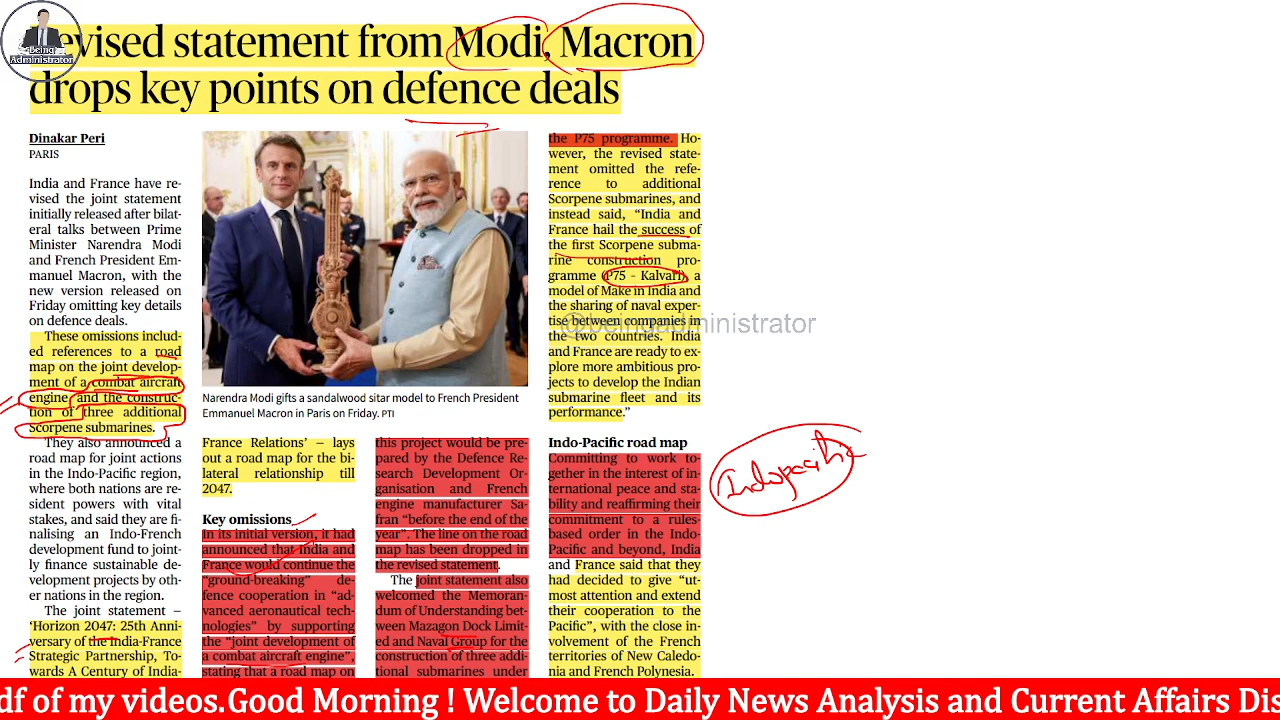 Being
Administrator
evised statement from Modi, Macron
drops key points on defence deals
Dinakar Peri
PARIS
India and France have re-
vised the joint statement
initially released after bilat-
eral talks between Prime
Minister Narendra Modi
and French President Em-
manuel Macron, with the
new version released on
Friday omitting key details
on defence deals.
These omissions includ-
ed references to a road
map on the joint develop-
ment of a combat aircraft
engine and the construc-
tion of three additional
Scorpene submarines.
They also announced a
road map for joint actions
in the Indo-Pacific region,
where both nations are re-
sident powers with vital
stakes, and said they are fi-
nalising an Indo-French
development fund to joint-
ly finance sustainable de-
velopment projects by oth-
er nations in the region.
The joint statement –
‘Horizon 2047: 25th Anni-
versary of the India-France
Strategic Partnership, To-
wards A Century of India-
Narendra Modi gifts a sandalwood sitar model to French President
Emmanuel Macron in Paris on Friday. PTI
France Relations’ – lays
out a road map for the bi-
lateral relationship till
2047.
Key omissions
In its initial version, it had
announced that India and
France would continue the
“ground-breaking” de-
fence cooperation in “ad-
vanced aeronautical tech-
nologies” by supporting
the “joint development of
a combat aircraft engine”,
stating that a road map on
this project would be pre-
pared by the Defence Re-
search Development Or-
ganisation and French
engine manufacturer Sa-
fran “before the end of the
year”. The line on the road
map has been dropped in
the revised statement.
The joint statement also
welcomed the Memoran-
dum of Understanding bet-
ween Mazagon Dock Limit-
ed and Naval Group for the
construction of three addi-
tional submarines under
the P75 programme. Ho-
wever, the revised state-
ment omitted the refe-
rence to additional
Scorpene submarines, and
instead said, “India and
France hail the success of
the first Scorpene subma-
rine construction pro-
gramme (P75 - Kalvari), a
model of Make in India and
the sharing of naval exper-
tise between companies in
the two countries. India
and France are ready to ex-
plore more ambitious pro-
jects to develop the Indian
submarine fleet and its
performance.”
Indo-Pacific road map
Committing to work to-
gether in the interest of in-
ternational peace and sta-
bility and reaffirming their
commitment to a rules-
based order in the Indo-
Pacific and beyond, India
and France said that they
had decided to give “ut-
most attention and extend
their cooperation to the
Pacific”, with the close in-
volvement of the French
territories of New Caledo-
nia and French Polynesia.
@beingadministrator
Indopacific
df of my videos.Good Morning ! Welcome to Daily News Analysis and Current Affairs Dis